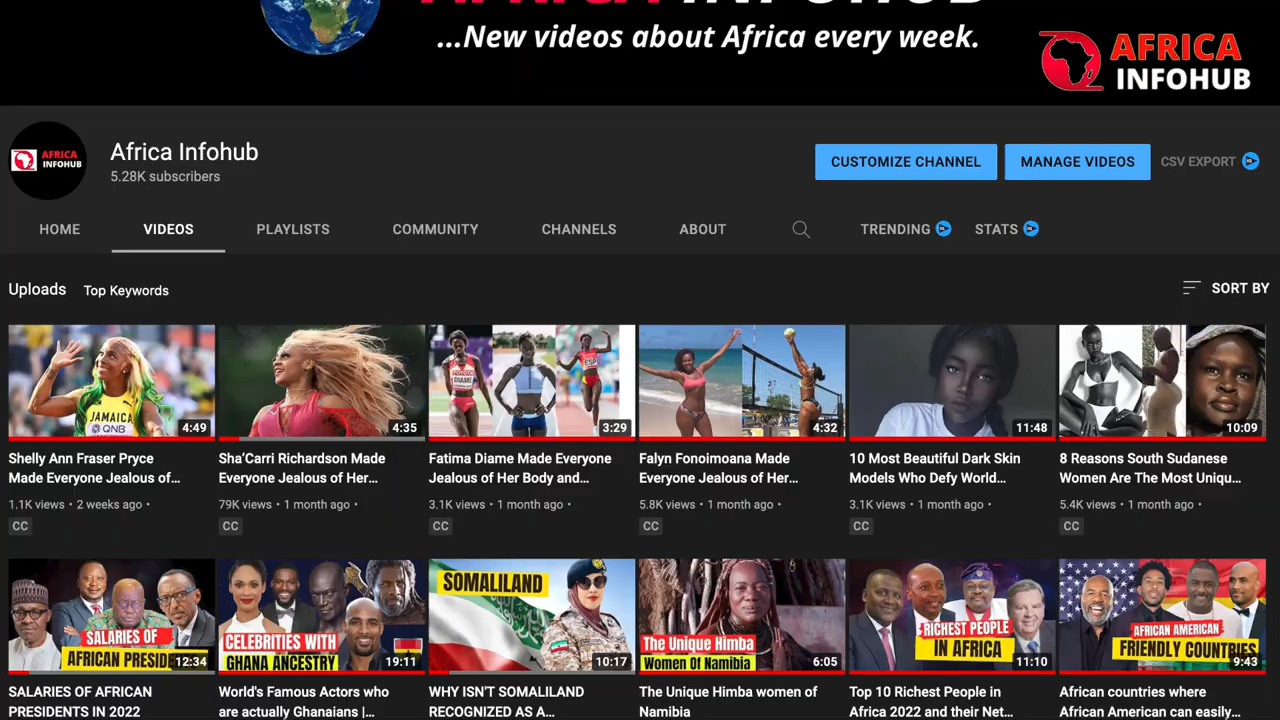 AFRICA INFOHUB
...New videos about Africa every week.
AFRICA
INFOHUB
AFRICA
INFOHUB
Africa Infohub
5.28K subscribers
CUSTOMIZE CHANNEL
MANAGE VIDEOS
CSV EXPORT
HOME
VIDEOS
PLAYLISTS
COMMUNITY
CHANNELS
ABOUT
TRENDING
STATS
Uploads
Top Keywords
SORT BY
JAMAICA
QNB
4:49
4:35
TOYOTA
DIAME
ESP
3:29
4:32
11:48
10:09
Shelly Ann Fraser Pryce
Made Everyone Jealous of...
1.1K views • 2 weeks ago •
CC
Sha’Carri Richardson Made
Everyone Jealous of Her...
79K views • 1 month ago •
CC
Fatima Diame Made Everyone
Jealous of Her Body and...
3.1K views • 1 month ago •
CC
Falyn Fonoimoana Made
Everyone Jealous of Her...
5.8K views • 1 month ago •
CC
10 Most Beautiful Dark Skin
Models Who Defy World...
3.1K views • 1 month ago •
CC
8 Reasons South Sudanese
Women Are The Most Uniqu...
5.4K views • 1 month ago •
CC
SALARIES OF
AFRICAN PRESIDE
12:34
CELEBRITIES WITH
GHANA ANCESTRY
19:11
SOMALILAND
10:17
The Unique Himba
Women Of Namibia
6:05
RICHEST PEOPLE
IN AFRICA
11:10
AFRICAN AMERICAN
FRIENDLY COUNTRIES
9:43
SALARIES OF AFRICAN
PRESIDENTS IN 2022
World's Famous Actors who
are actually Ghanaians |...
WHY ISN'T SOMALILAND
RECOGNIZED AS A...
The Unique Himba women of
Namibia
Top 10 Richest People in
Africa 2022 and their Net...
African countries where
African American can easily...